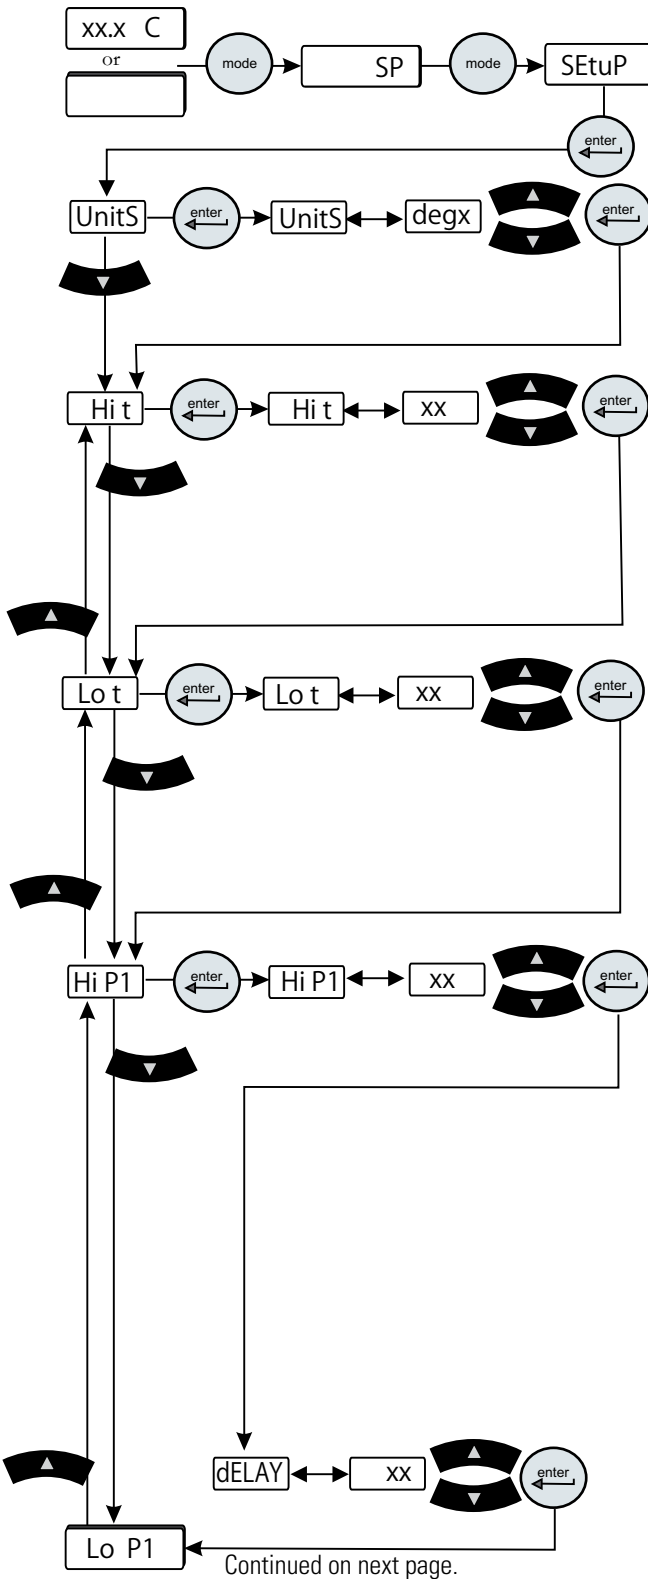 xx.x C
or
mode
SP
mode
SEtuP
enter
UnitS
enter
UnitS
degx
enter
Hi t
enter
Hi t
xx
enter
Lo t
enter
Lo t
xx
enter
Hi P1
enter
Hi P1
xx
enter
dELAY
xx
enter
Lo P1
Continued on next page.